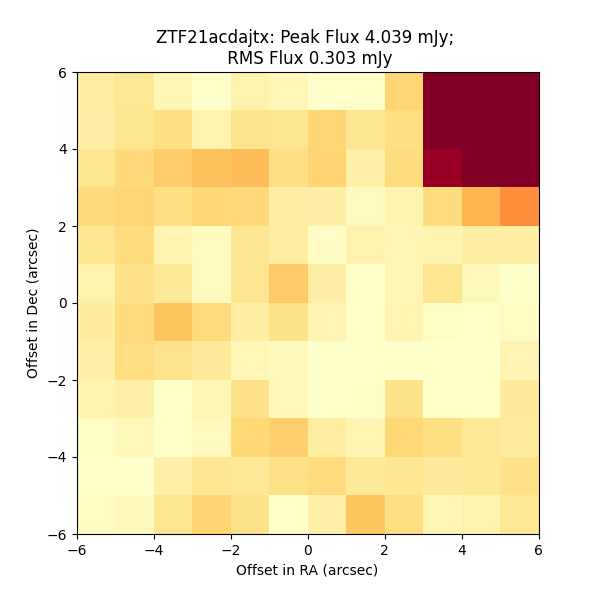 ZTF21acdajtx: Peak Flux 4.039 mJy;
RMS Flux 0.303 mJy
6
4
2
0
−2
−4
−6
Offset in Dec (arcsec)
−6 −4 −2 0 2 4 6
Offset in RA (arcsec)